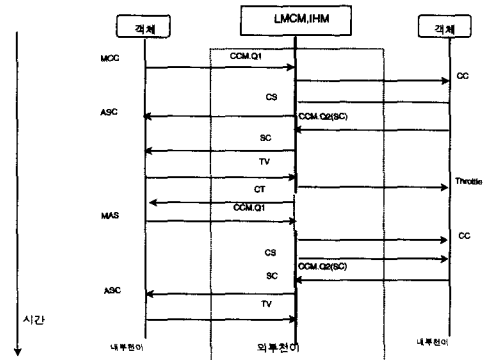 객체
LMCM,IHM
객체
MCC
CCM.Q1
CC
CS
ASC
CCM.Q2(SC)
SC
TV
CT
Throttle
CCM.Q1
MAS
CC
CS
CCM.Q2(SC)
SC
ASC
TV
시간
내부천이
외부천이
내부천이